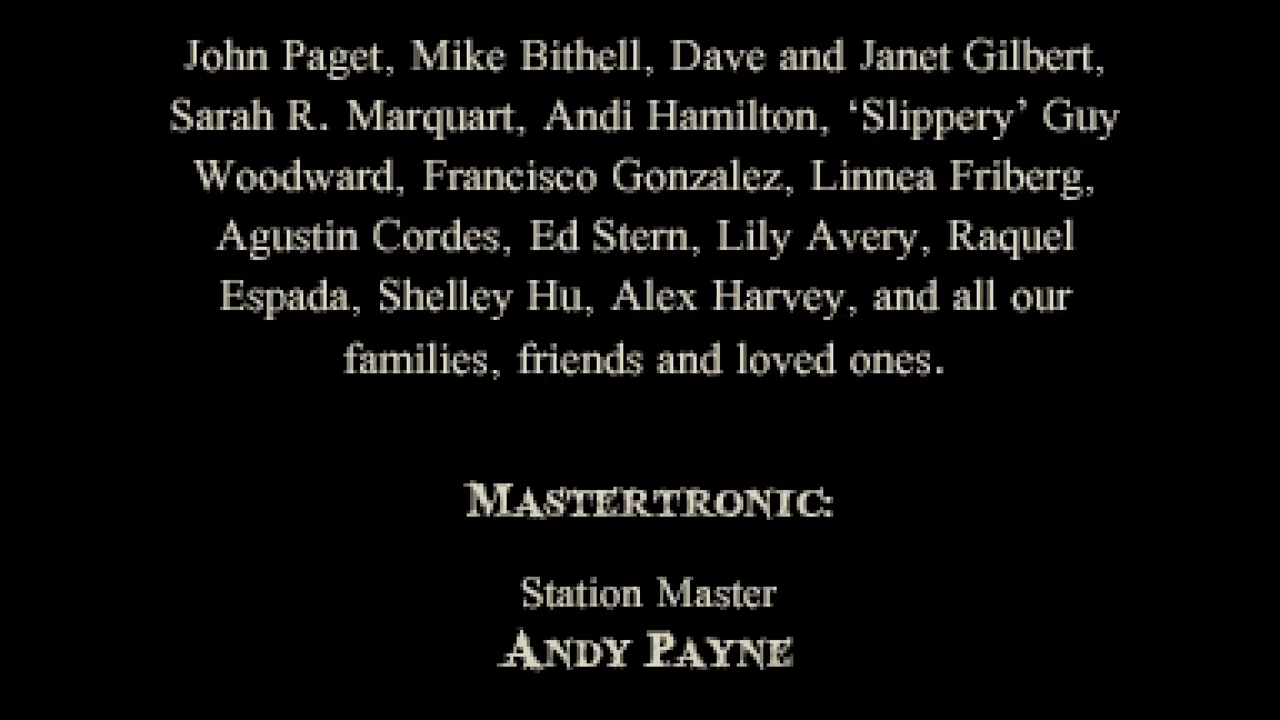 John Paget, Mike Bithell, Dave and Janet Gilbert,
Sarah R. Marquart, Andi Hamilton, ‘Slippery’ Guy
Woodward, Francisco Gonzalez, Linnea Friberg,
Agustin Cordes, Ed Stern, Lily Avery, Raquel
Espada, Shelley Hu, Alex Harvey, and all our
families, friends and loved ones.
MASTERTRONIC:
Station Master
ANDY PAYNE